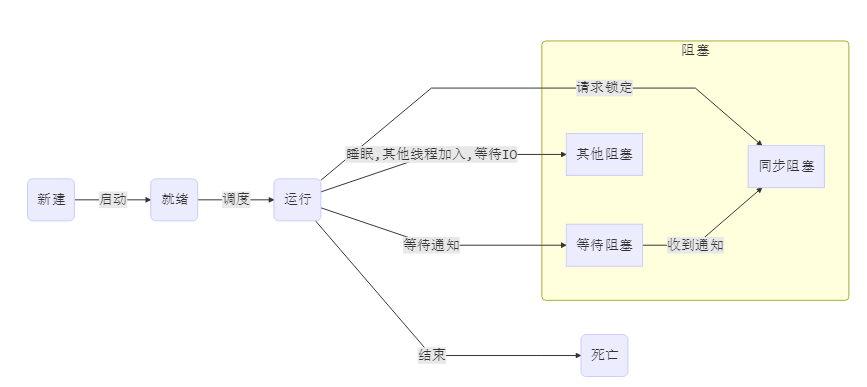 阻塞
请求锁定
睡眠,其他线程加入,等待IO
其他阻塞
同步阻塞
新建
启动
就绪
调度
运行
等待通知
等待阻塞
收到通知
结束
死亡